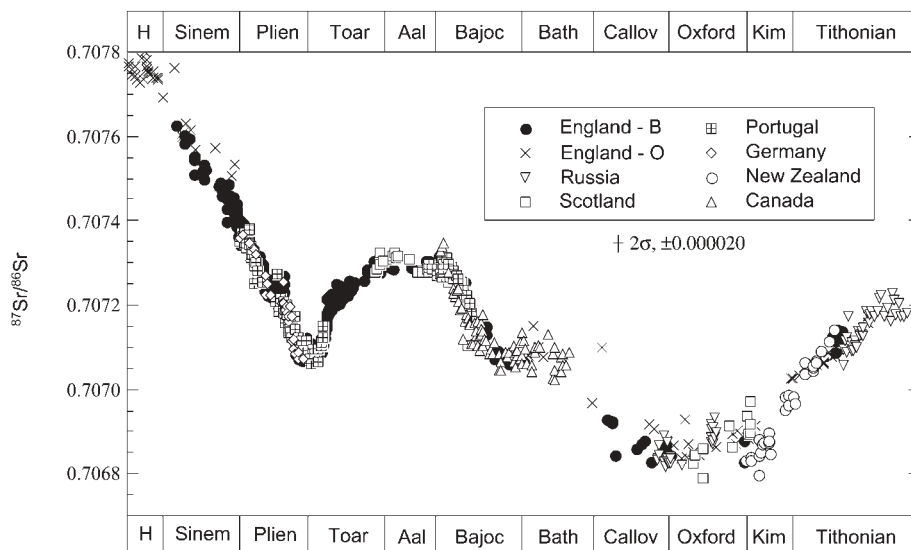 H Sinem Plien Toar Aal Bajoc Bath Callov Oxford Kim Tithonian
0.7078
0.7076
0.7074
0.7073
0.7072
0.7070
0.7068
⁸⁷Sr/⁸⁶Sr
England - B
England - O
Russia
Scotland
Portugal
Germany
New Zealand
Canada
2σ, ±0.000020
H Sinem Plien Toar Aal Bajoc Bath Callov Oxford Kim Tithonian